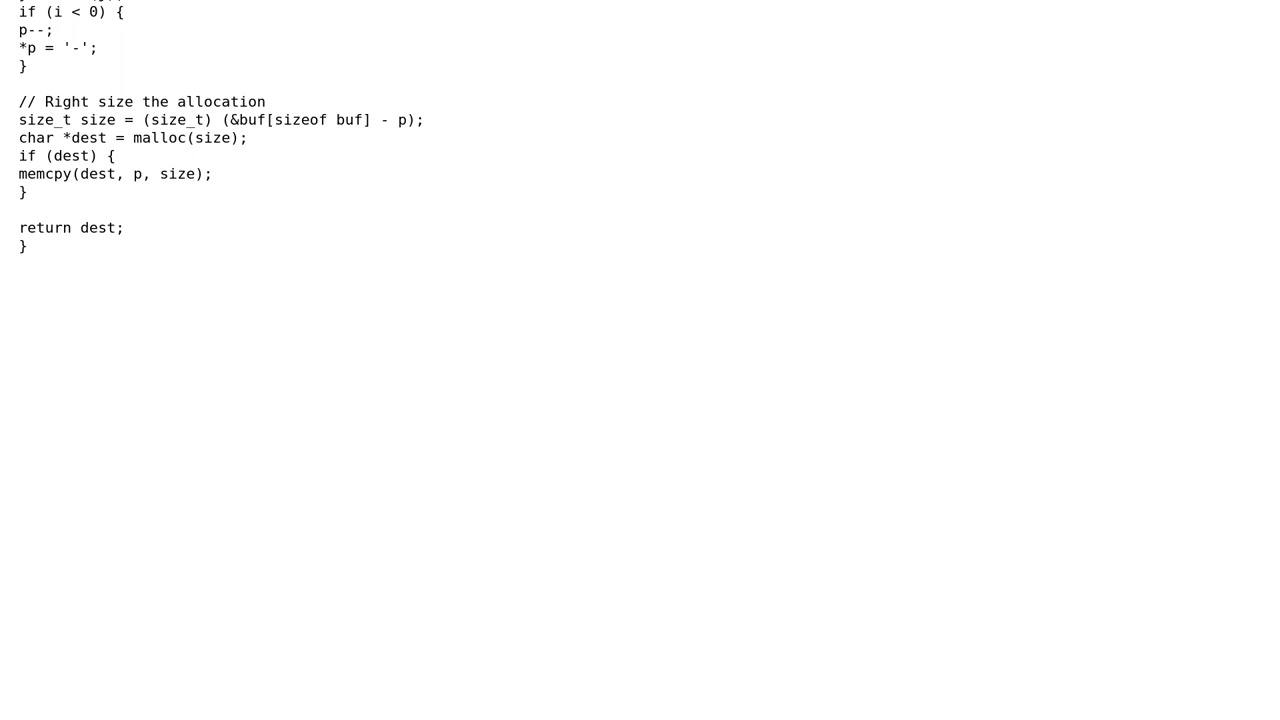 if (i < 0) {
p--;
*p = '-';
}

// Right size the allocation
size_t size = (size_t) (&buf[sizeof buf] - p);
char *dest = malloc(size);
if (dest) {
memcpy(dest, p, size);
}

return dest;
}